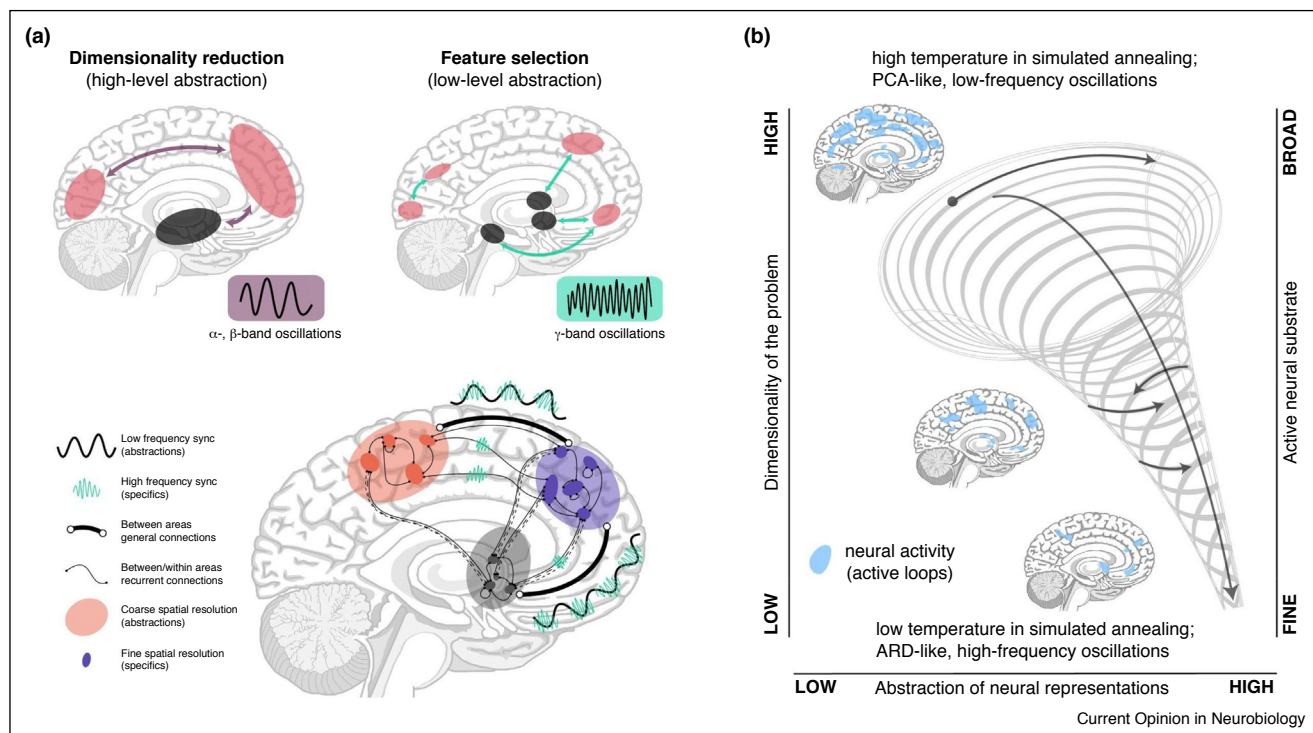 (a)
Dimensionality reduction
(high-level abstraction)
Feature selection
(low-level abstraction)
α-, β-band oscillations
γ-band oscillations
Low frequency sync
(abstractions)
High frequency sync
(specifics)
Between areas
general connections
Between/within areas
recurrent connections
Coarse spatial resolution
(abstractions)
Fine spatial resolution
(specifics)
(b)
high temperature in simulated annealing;
PCA-like, low-frequency oscillations
HIGH
Dimensionality of the problem
LOW
BROAD
Active neural substrate
FINE
neural activity
(active loops)
low temperature in simulated annealing;
ARD-like, high-frequency oscillations
LOW Abstraction of neural representations HIGH
Current Opinion in Neurobiology